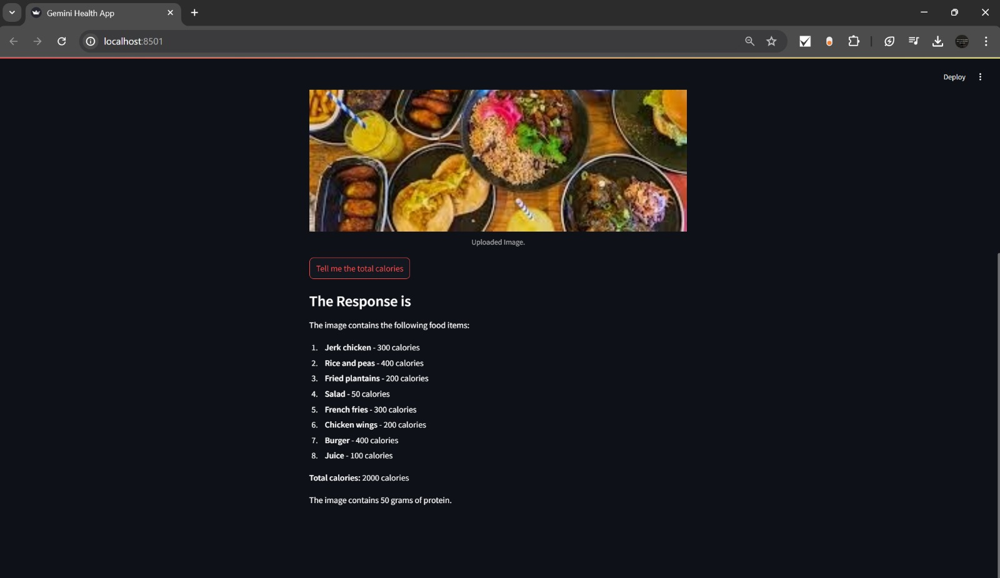 Gemini Health App
localhost:8501
Deploy
Uploaded Image.
Tell me the total calories
The Response is
The image contains the following food items:
1. Jerk chicken - 300 calories
2. Rice and peas - 400 calories
3. Fried plantains - 200 calories
4. Salad - 50 calories
5. French fries - 300 calories
6. Chicken wings - 200 calories
7. Burger - 400 calories
8. Juice - 100 calories
Total calories: 2000 calories
The image contains 50 grams of protein.